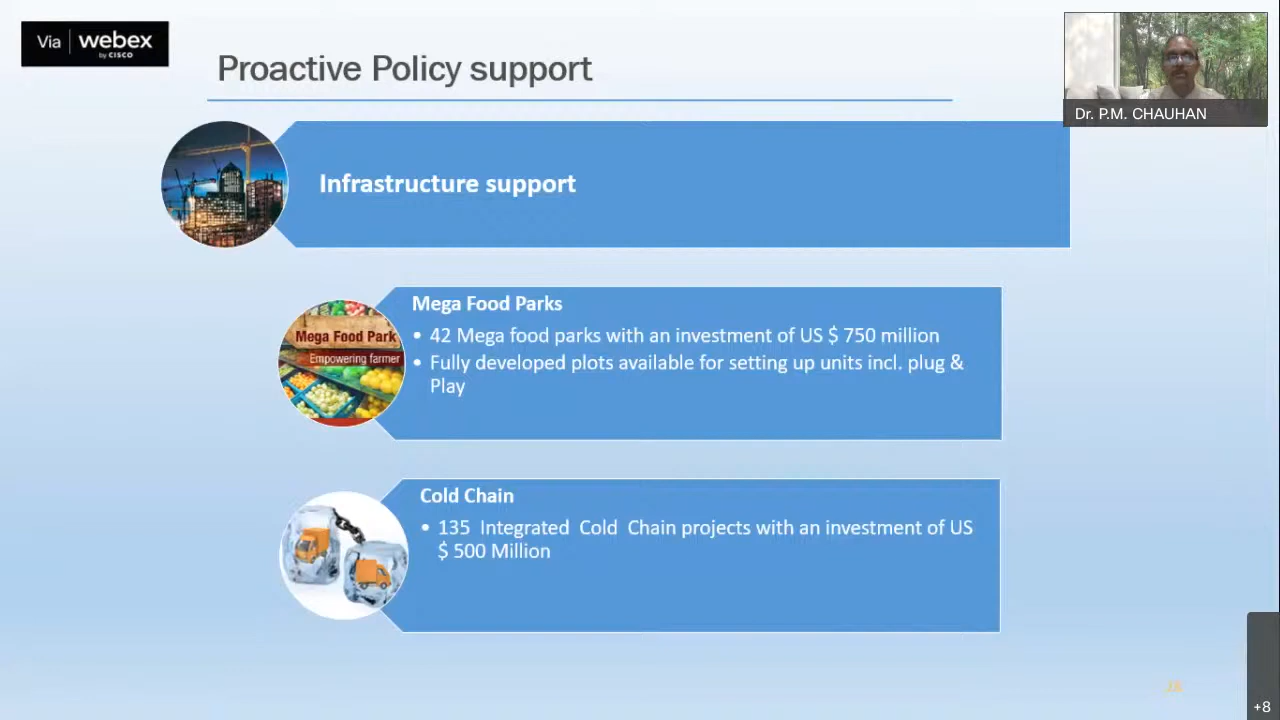 Via | webex
by CISCO
Proactive Policy support
Dr. P.M. CHAUHAN
Infrastructure support
Mega Food Park
Empowering farmer
Mega Food Parks
• 42 Mega food parks with an investment of US $ 750 million
• Fully developed plots available for setting up units incl. plug &
Play
Cold Chain
• 135 Integrated Cold Chain projects with an investment of US
$ 500 Million
28
+8